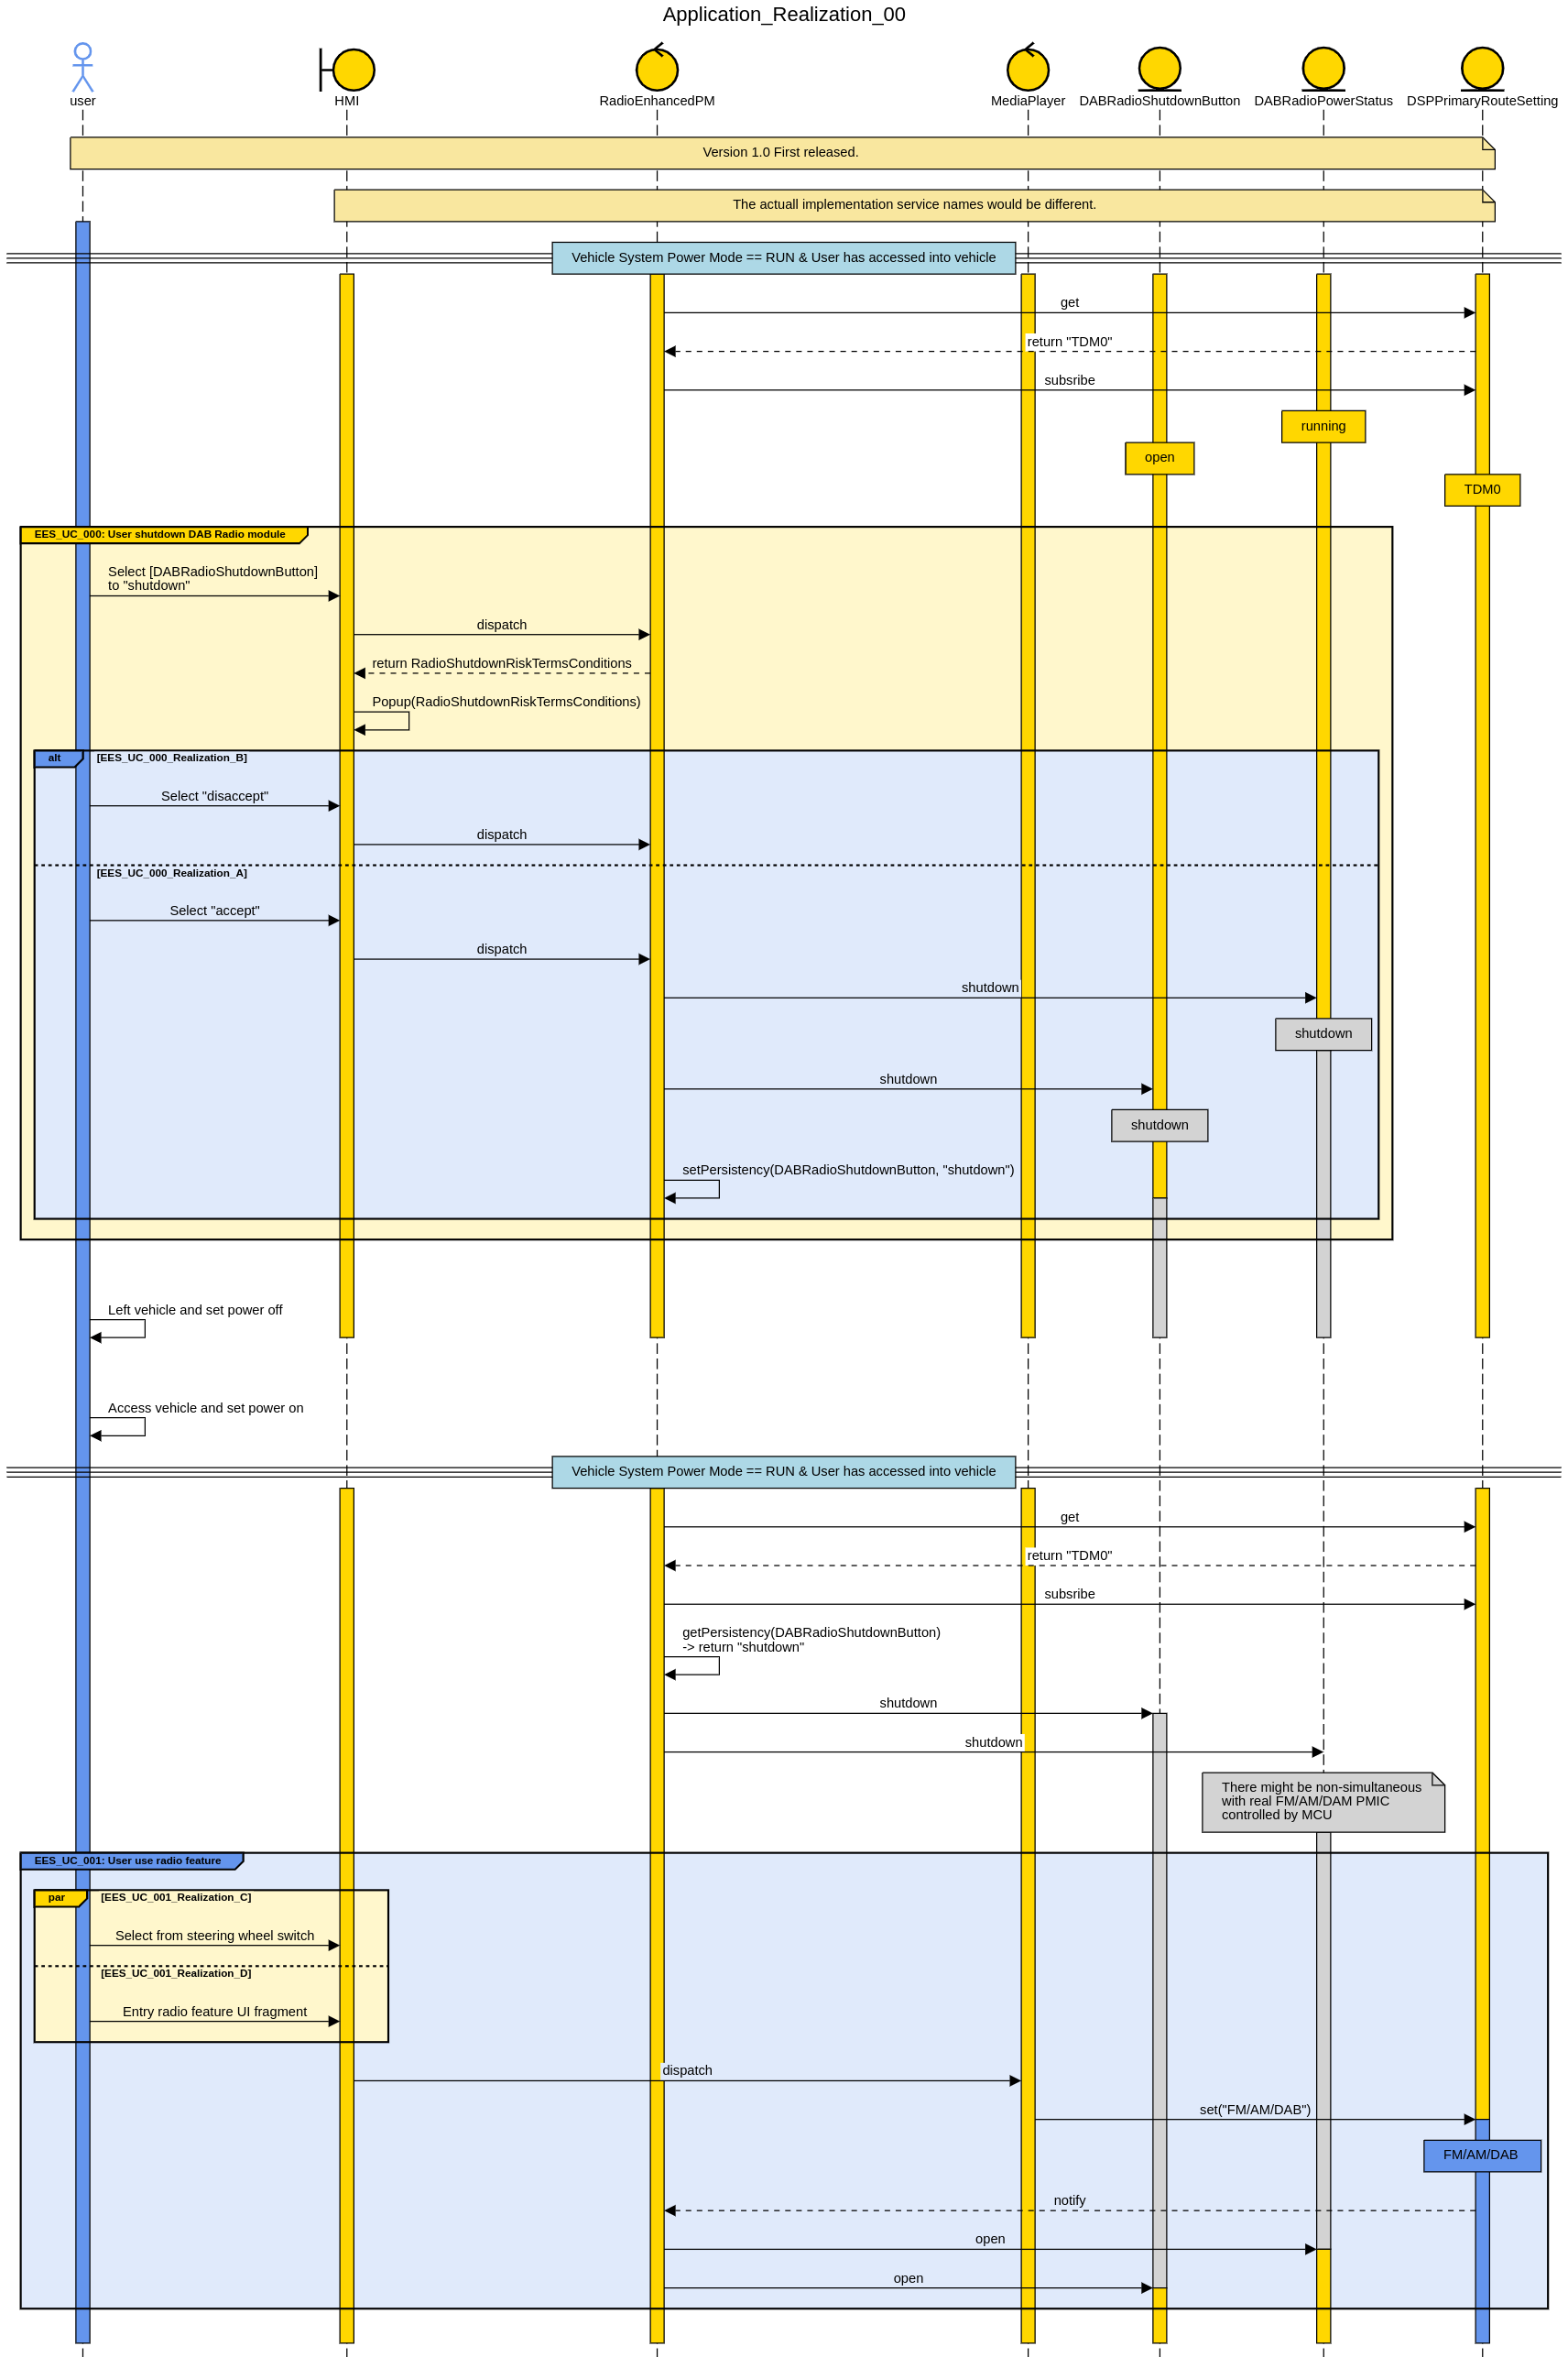 Application_Realization_00
user
HMI
RadioEnhancedPM
MediaPlayer
DABRadioShutdownButton
DABRadioPowerStatus
DSPPrimaryRouteSetting
Version 1.0 First released.
The actuall implementation service names would be different.
Vehicle System Power Mode == RUN & User has accessed into vehicle
get
return "TDM0"
subsribe
running
open
TDM0
EES_UC_000: User shutdown DAB Radio module
Select [DABRadioShutdownButton]
to "shutdown"
dispatch
return RadioShutdownRiskTermsConditions
Popup(RadioShutdownRiskTermsConditions)
alt
[EES_UC_000_Realization_B]
Select "disaccept"
dispatch
[EES_UC_000_Realization_A]
Select "accept"
dispatch
shutdown
shutdown
shutdown
shutdown
setPersistency(DABRadioShutdownButton, "shutdown")
Left vehicle and set power off
Access vehicle and set power on
Vehicle System Power Mode == RUN & User has accessed into vehicle
get
return "TDM0"
subsribe
getPersistency(DABRadioShutdownButton)
-> return "shutdown"
shutdown
shutdown
There might be non-simultaneous
with real FM/AM/DAM PMIC
controlled by MCU
EES_UC_001: User use radio feature
par
[EES_UC_001_Realization_C]
Select from steering wheel switch
[EES_UC_001_Realization_D]
Entry radio feature UI fragment
dispatch
set("FM/AM/DAB")
FM/AM/DAB
notify
open
open